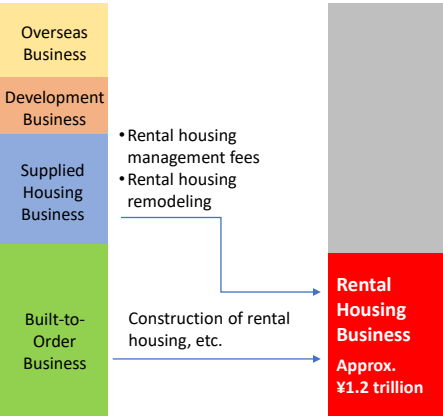 Overseas
Business
Development
Business
Supplied
Housing
Business
• Rental housing
management fees
• Rental housing
remodeling
Built-to-
Order
Business
Construction of rental
housing, etc.
Rental
Housing
Business
Approx.
¥1.2 trillion